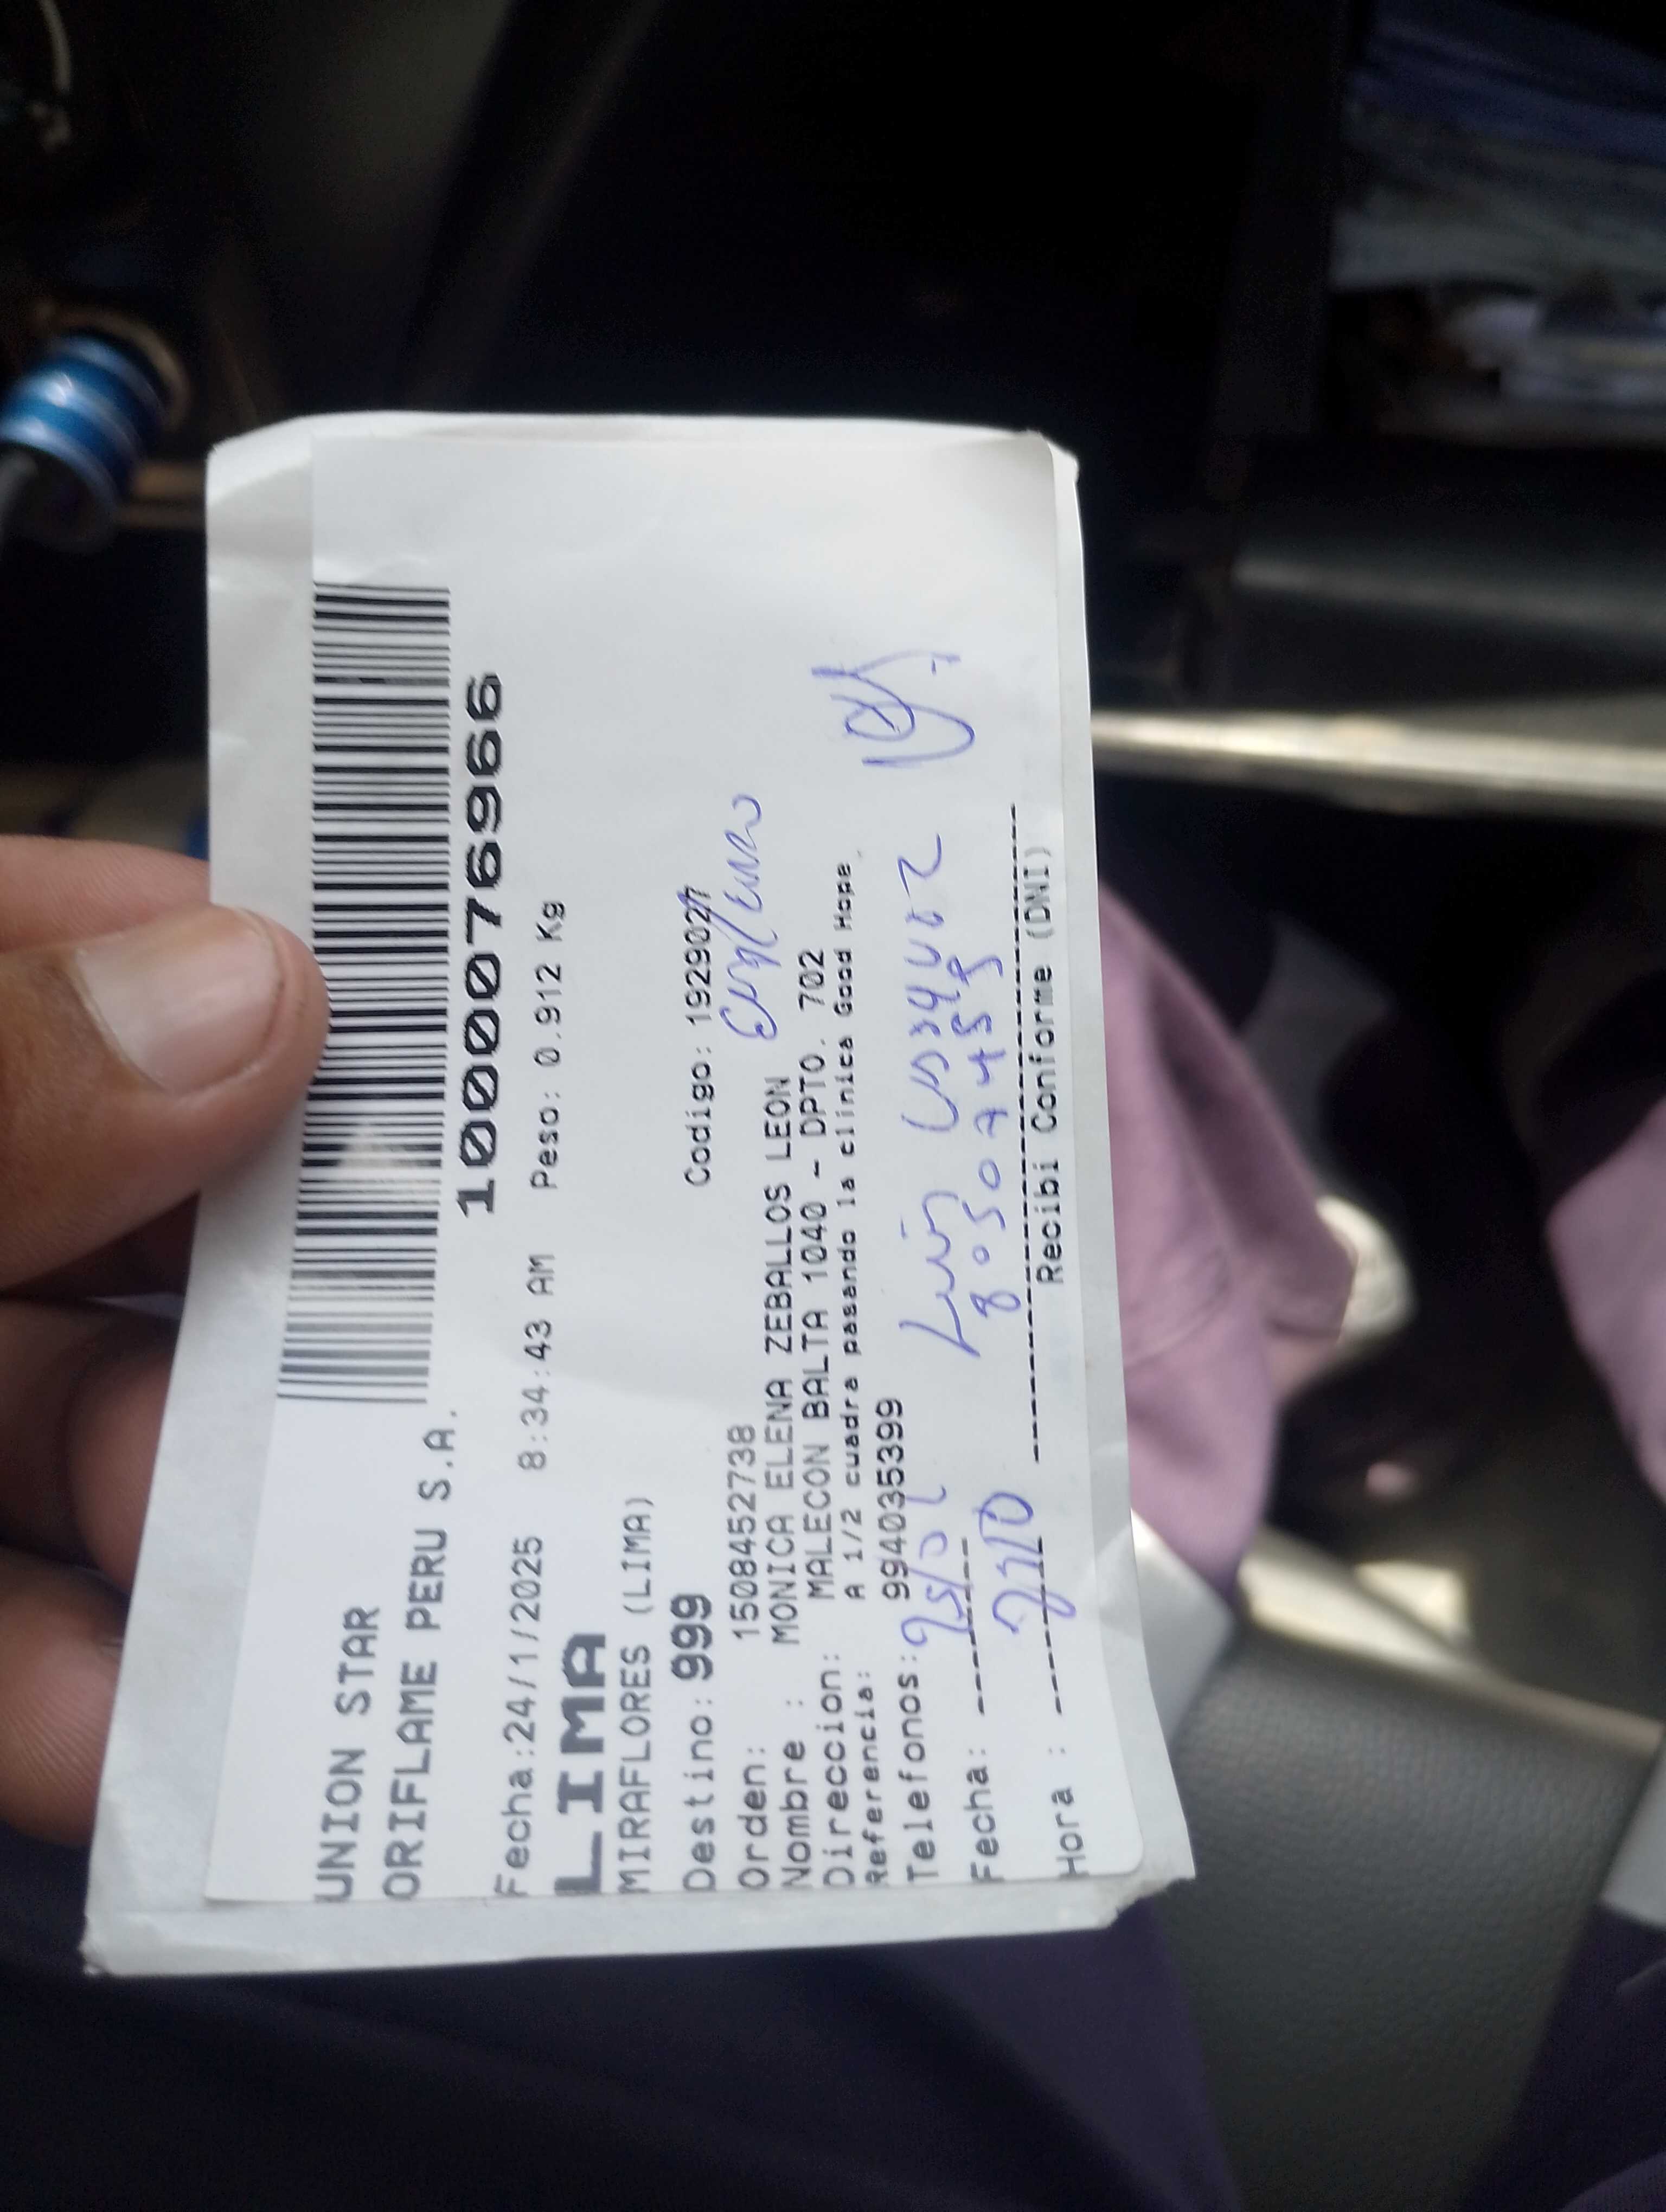 UNION STAR
ORIFLAME PERU S.A.
1000076966
Fecha:24/1/2025 8:34:43 AM Peso: 0.912 Kg
LIMA
MIRAFLORES (LIMA)
Destino: 999 Codigo: 192902
Orden: 1508452738
Nombre : MONICA ELENA ZEBALLOS LEON
Direccion: MALECON BALTA 1040 - DPTO. 702
Referencia: A 1/2 cuadra pasando la clinica Good Hope
Telefonos: 994035399
Luis
Fecha:
Hora :
Recibi Conforme (DNI)